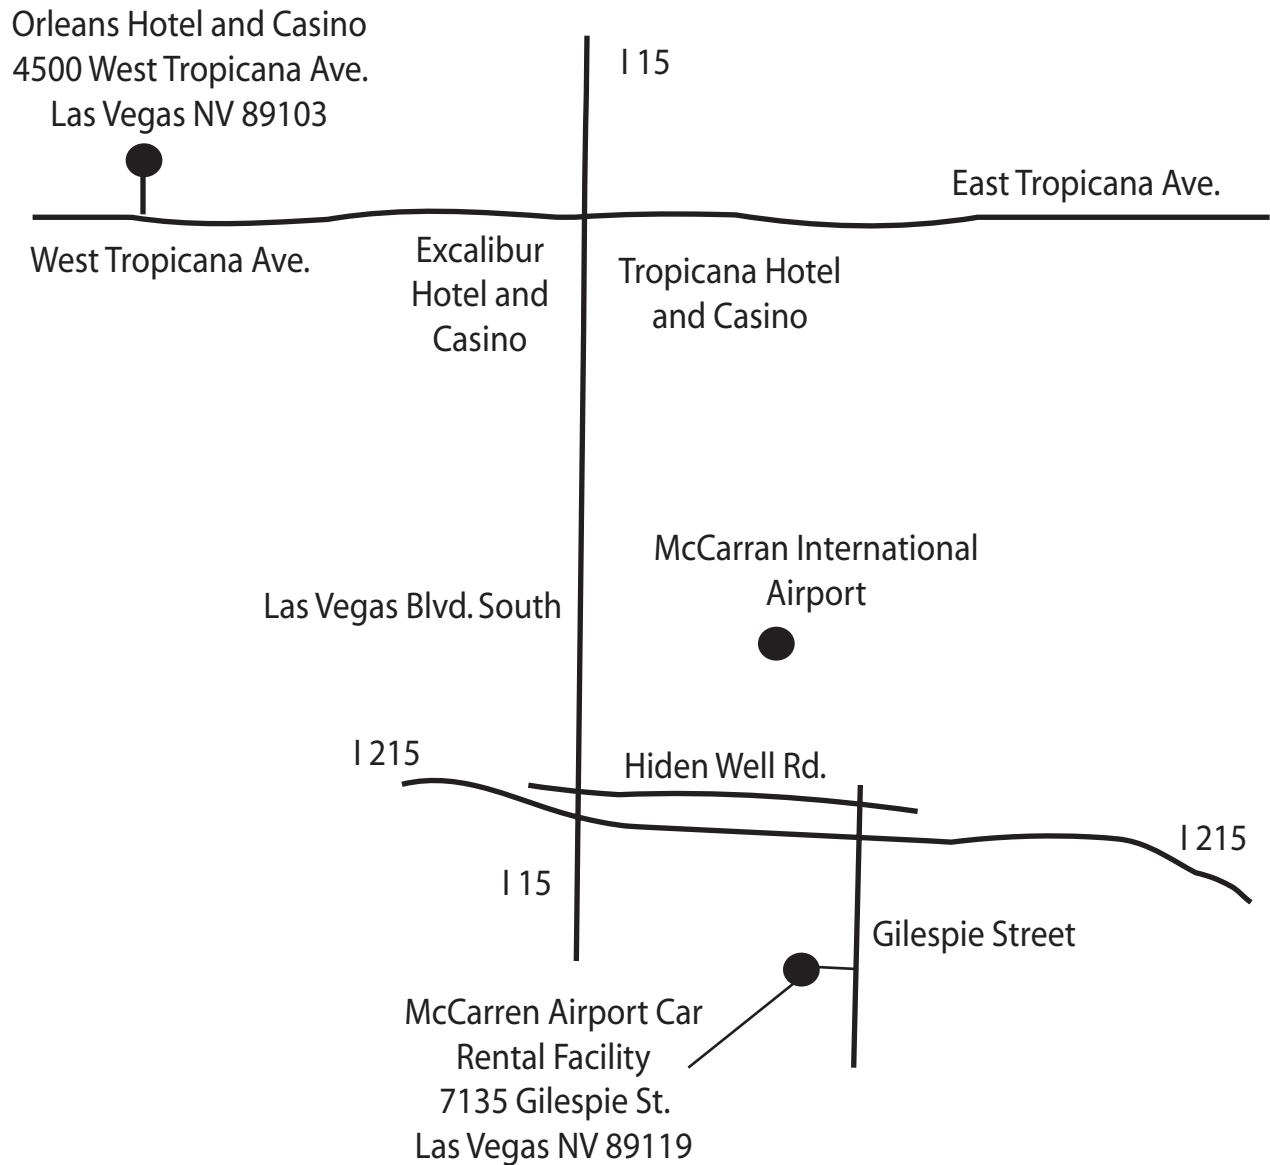 Orleans Hotel and Casino
4500 West Tropicana Ave.
Las Vegas NV 89103
I 15
East Tropicana Ave.
West Tropicana Ave.
Excalibur
Hotel and
Casino
Tropicana Hotel
and Casino
McCarran International
Airport
Las Vegas Blvd. South
I 215
Hiden Well Rd.
I 215
I 15
Gilespie Street
McCarren Airport Car
Rental Facility
7135 Gilespie St.
Las Vegas NV 89119